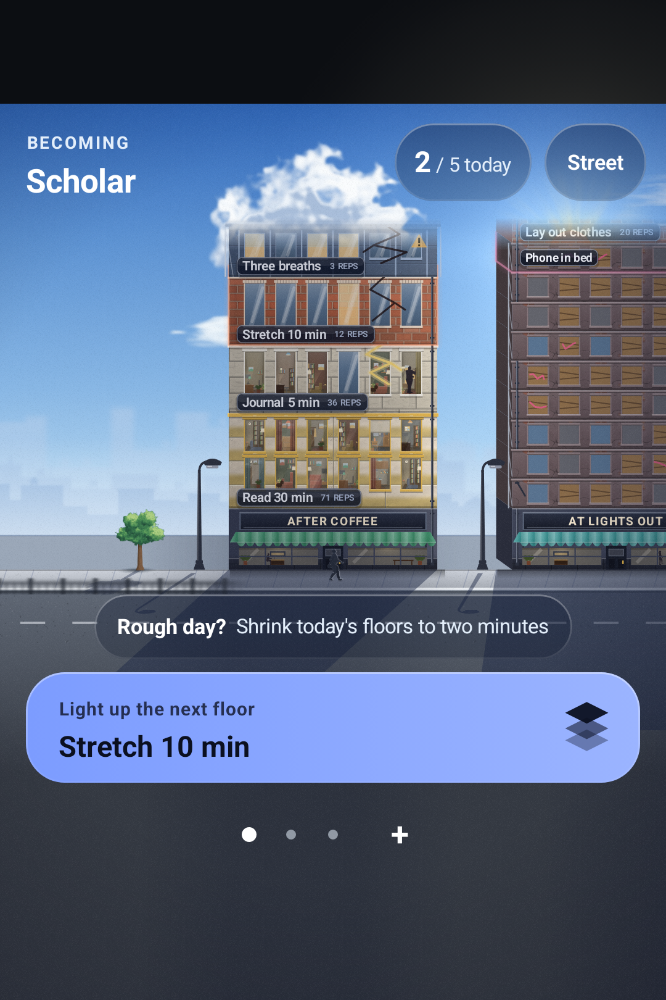 BECOMING
Scholar
2 / 5 today
Street
Three breaths 3 REPS
Stretch 10 min 12 REPS
Journal 5 min 36 REPS
Read 30 min 71 REPS
AFTER COFFEE
Lay out clothes 20 REPS
Phone in bed
AT LIGHTS OUT
Rough day? Shrink today's floors to two minutes
Light up the next floor
Stretch 10 min
+